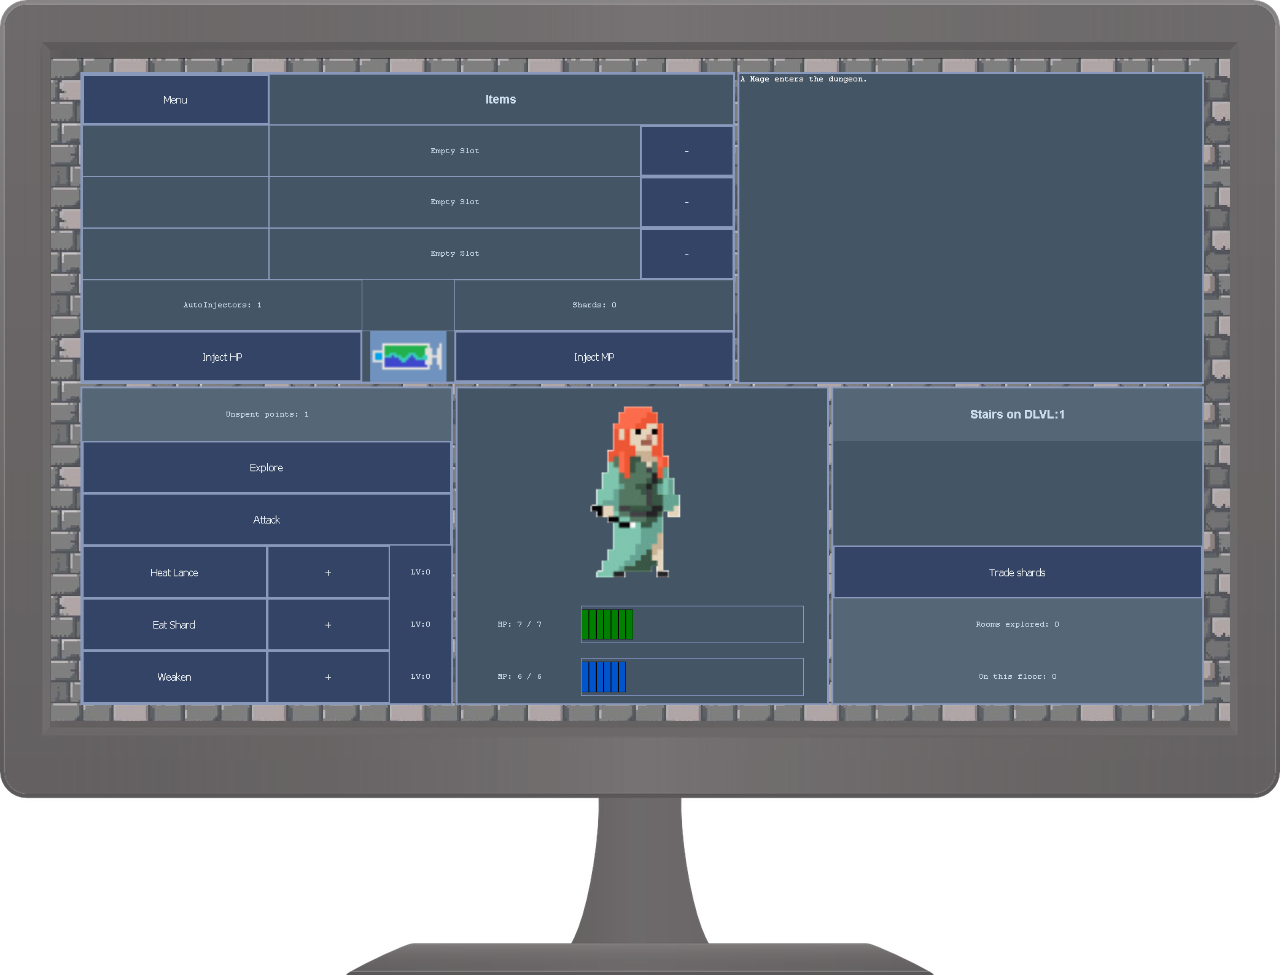 Menu
Items
A Mage enters the dungeon.
Empty Slot
-
Empty Slot
-
Empty Slot
-
AutoInjectors: 1
Shards: 0
Inject HP
Inject MP
Unspent points: 1
Explore
Attack
Heat Lance
+
LV:0
Eat Shard
+
LV:0
Weaken
+
LV:0
HP: 7 / 7
MP: 6 / 6
Stairs on DLVL:1
Trade shards
Rooms explored: 0
On this floor: 0